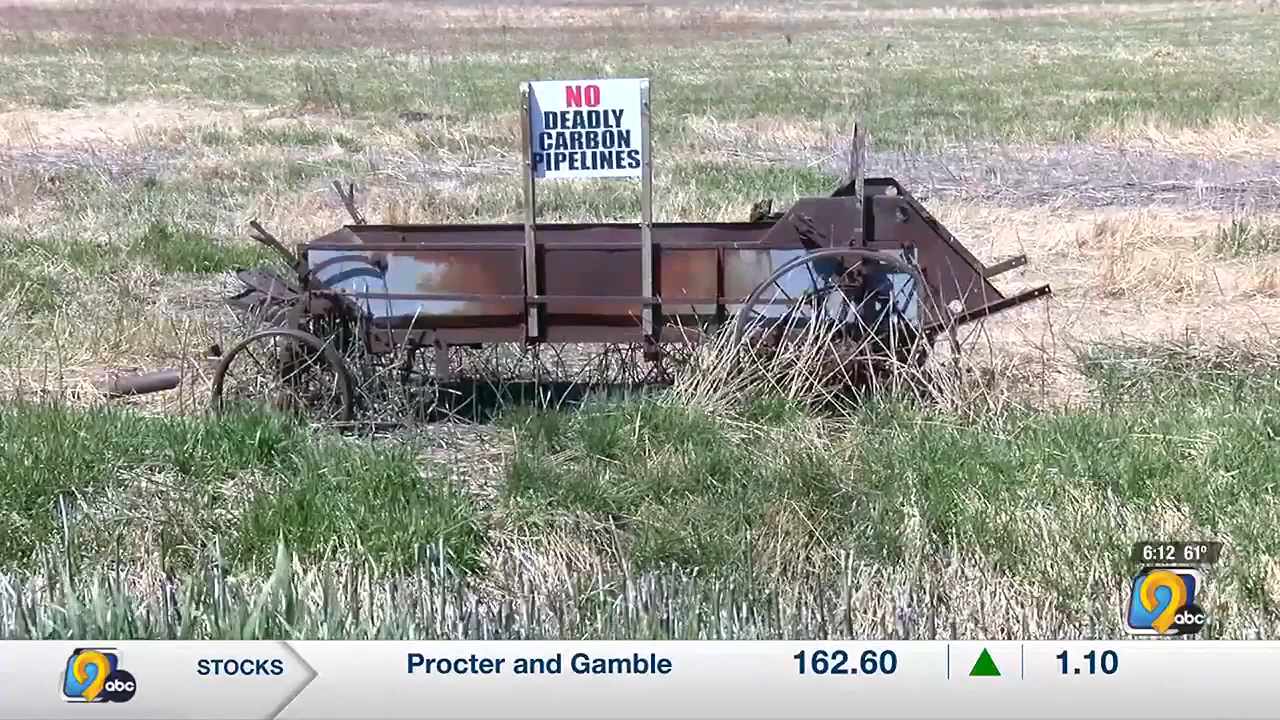 NO
DEADLY
CARBON
PIPELINES
6:12 61°
9 abc
9 abc STOCKS Procter and Gamble 162.60 1.10